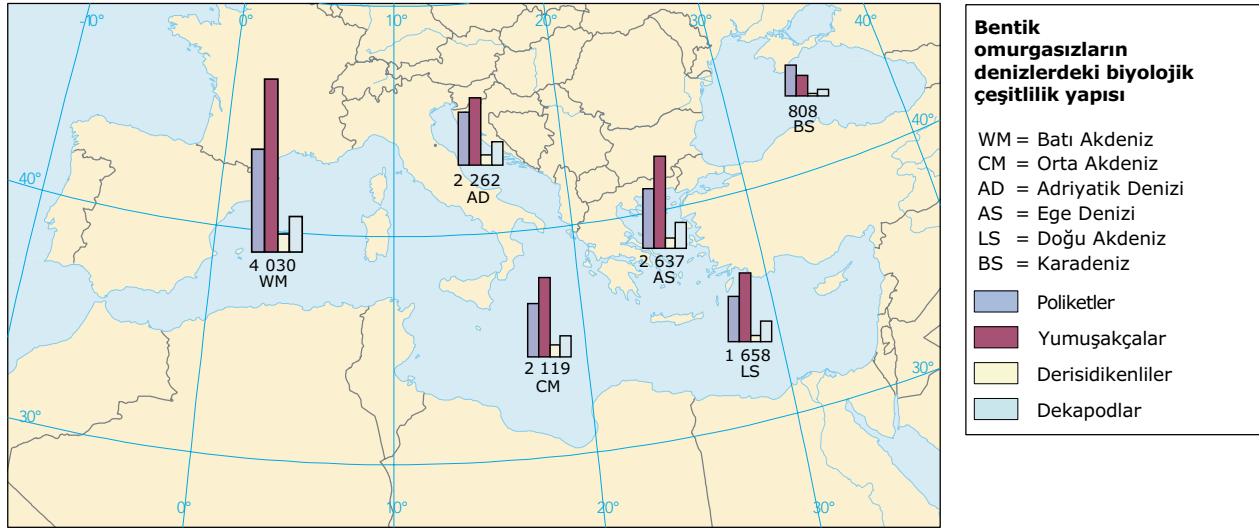 -10°
0°
10°
20°
30°
40°
40°
40°
808
BS
2 262
AD
2 637
AS
4 030
WM
1 658
LS
2 119
CM
30°
30°
0°
10°
20°
30°
Bentik
omurgasızların
denizlerdeki biyolojik
çeşitlilik yapısı
WM = Batı Akdeniz
CM = Orta Akdeniz
AD = Adriyatik Denizi
AS = Ege Denizi
LS = Doğu Akdeniz
BS = Karadeniz
Poliketler
Yumuşakçalar
Derisidikenliler
Dekapodlar